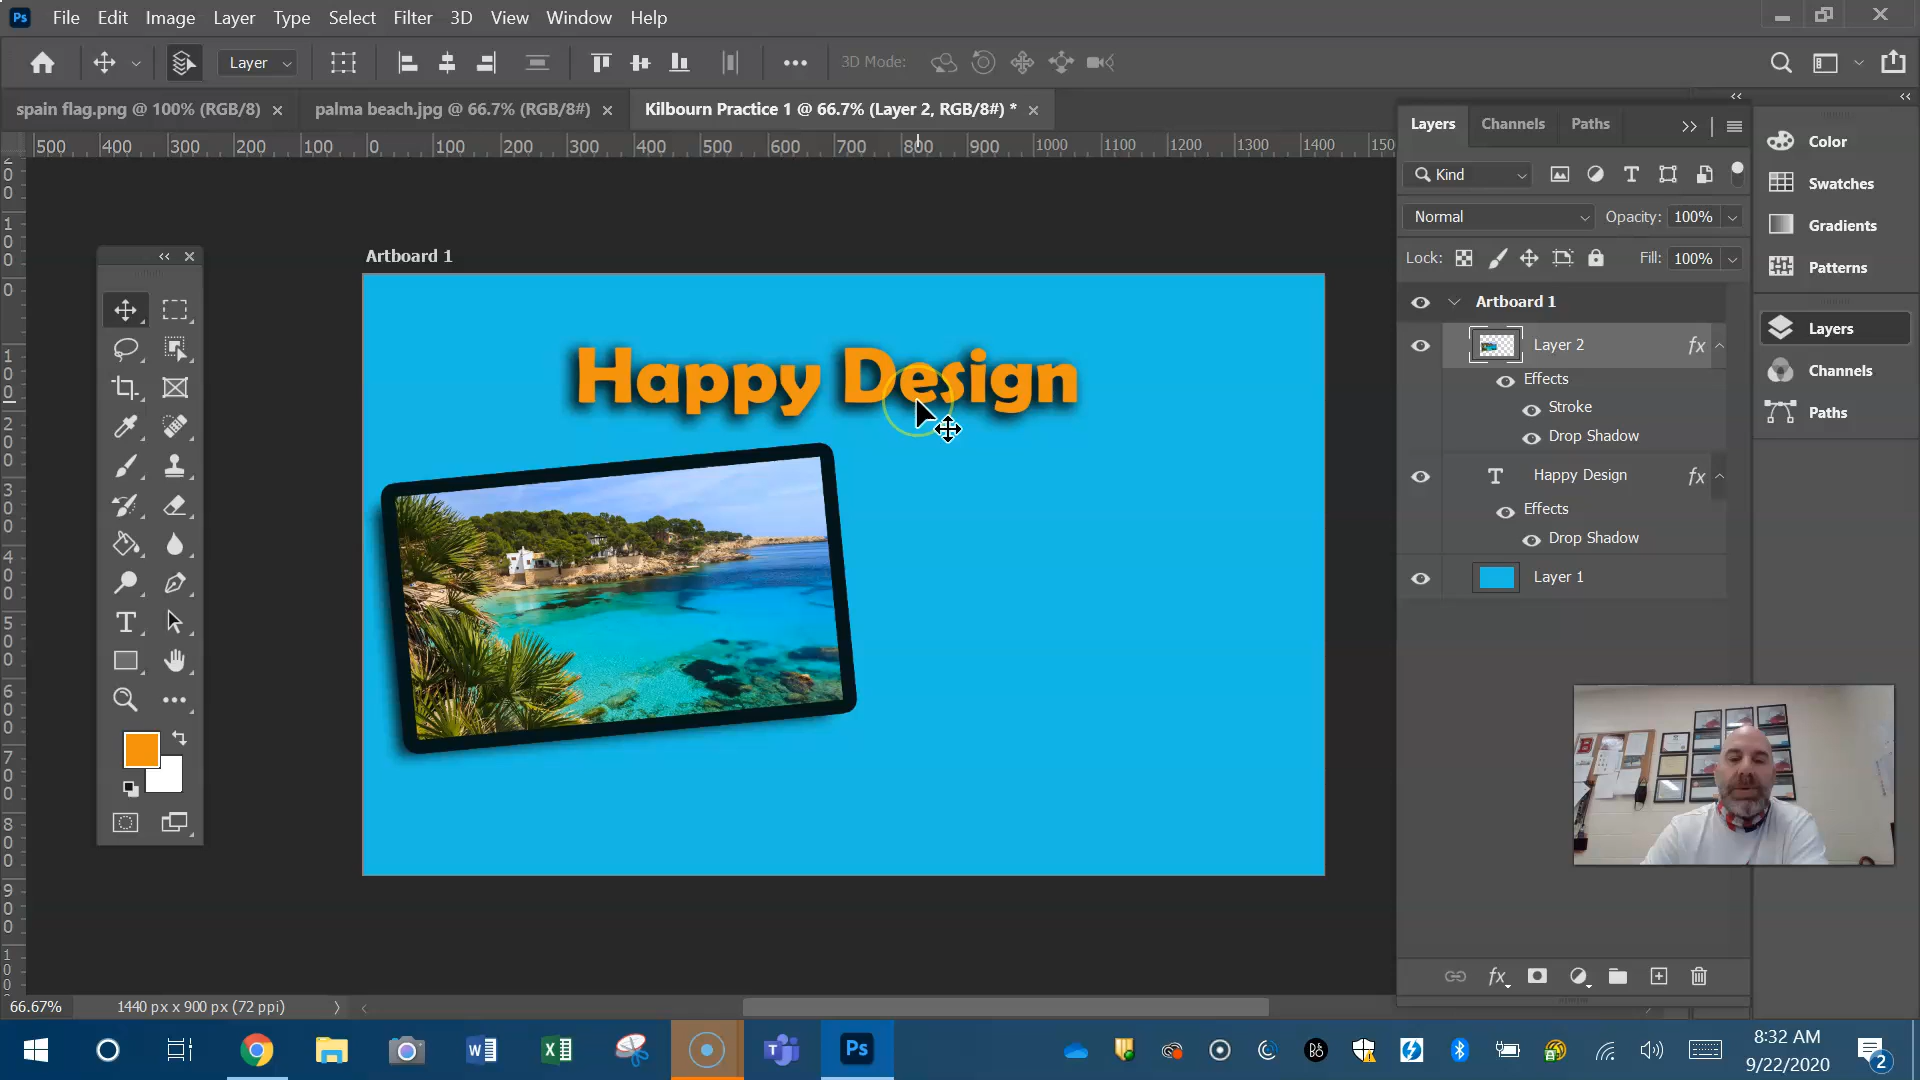 Ps File Edit Image Layer Type Select Filter 3D View Window Help
Layer 3D Mode:
spain flag.png @ 100% (RGB/8) palma beach.jpg @ 66.7% (RGB/8#) Kilbourn Practice 1 @ 66.7% (Layer 2, RGB/8#) *
500 400 300 200 100 0 100 200 300 400 500 600 700 800 900 1000 1100 1200 1300 1400
Layers Channels Paths
Kind
Normal Opacity: 100%
Lock: Fill: 100%
Artboard 1
Layer 2 fx
Effects
Stroke
Drop Shadow
Happy Design fx
Effects
Drop Shadow
Layer 1
Color
Swatches
Gradients
Patterns
Layers
Channels
Paths
Artboard 1
Happy Design
66.67% 1440 px x 900 px (72 ppi)
8:32 AM
9/22/2020
2